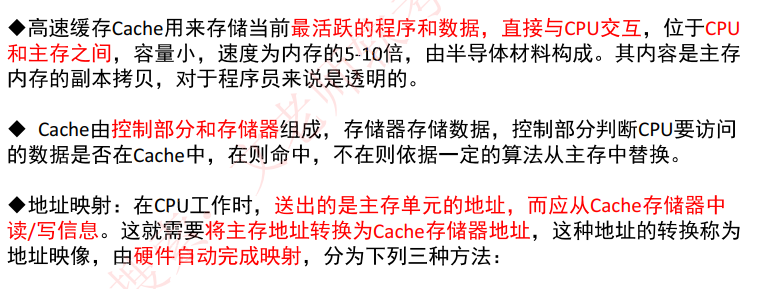 ◆高速缓存Cache用来存储当前最活跃的程序和数据，直接与CPU交互，位于CPU
和主存之间，容量小，速度为内存的5-10倍，由半导体材料构成。其内容是主存
内存的副本拷贝，对于程序员来说是透明的。
◆ Cache由控制部分和存储器组成，存储器存储数据，控制部分判断CPU要访问
的数据是否在Cache中，在则命中，不在则依据一定的算法从主存中替换。
◆地址映射：在CPU工作时，送出的是主存单元的地址，而应从Cache存储器中
读/写信息。这就需要将主存地址转换为Cache存储器地址，这种地址的转换称为
地址映像，由硬件自动完成映射，分为下列三种方法：